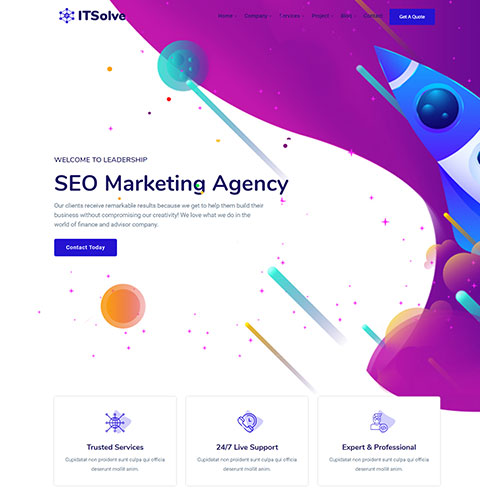 ITSolve
Home Company Services Project Blog Contact
Get A Quote
WELCOME TO LEADERSHIP
SEO Marketing Agency
Our clients receive remarkable results because we get to help them build their
business without compromising our creativity! We love what we do in the
world of finance and advisor company.
Contact Today
Trusted Services
Cupidatat non proident sunt culpa qui officia
deserunt mollit anim.
24/7 Live Support
Cupidatat non proident sunt culpa qui officia
deserunt mollit anim.
Expert & Professional
Cupidatat non proident sunt culpa qui officia
deserunt mollit anim.